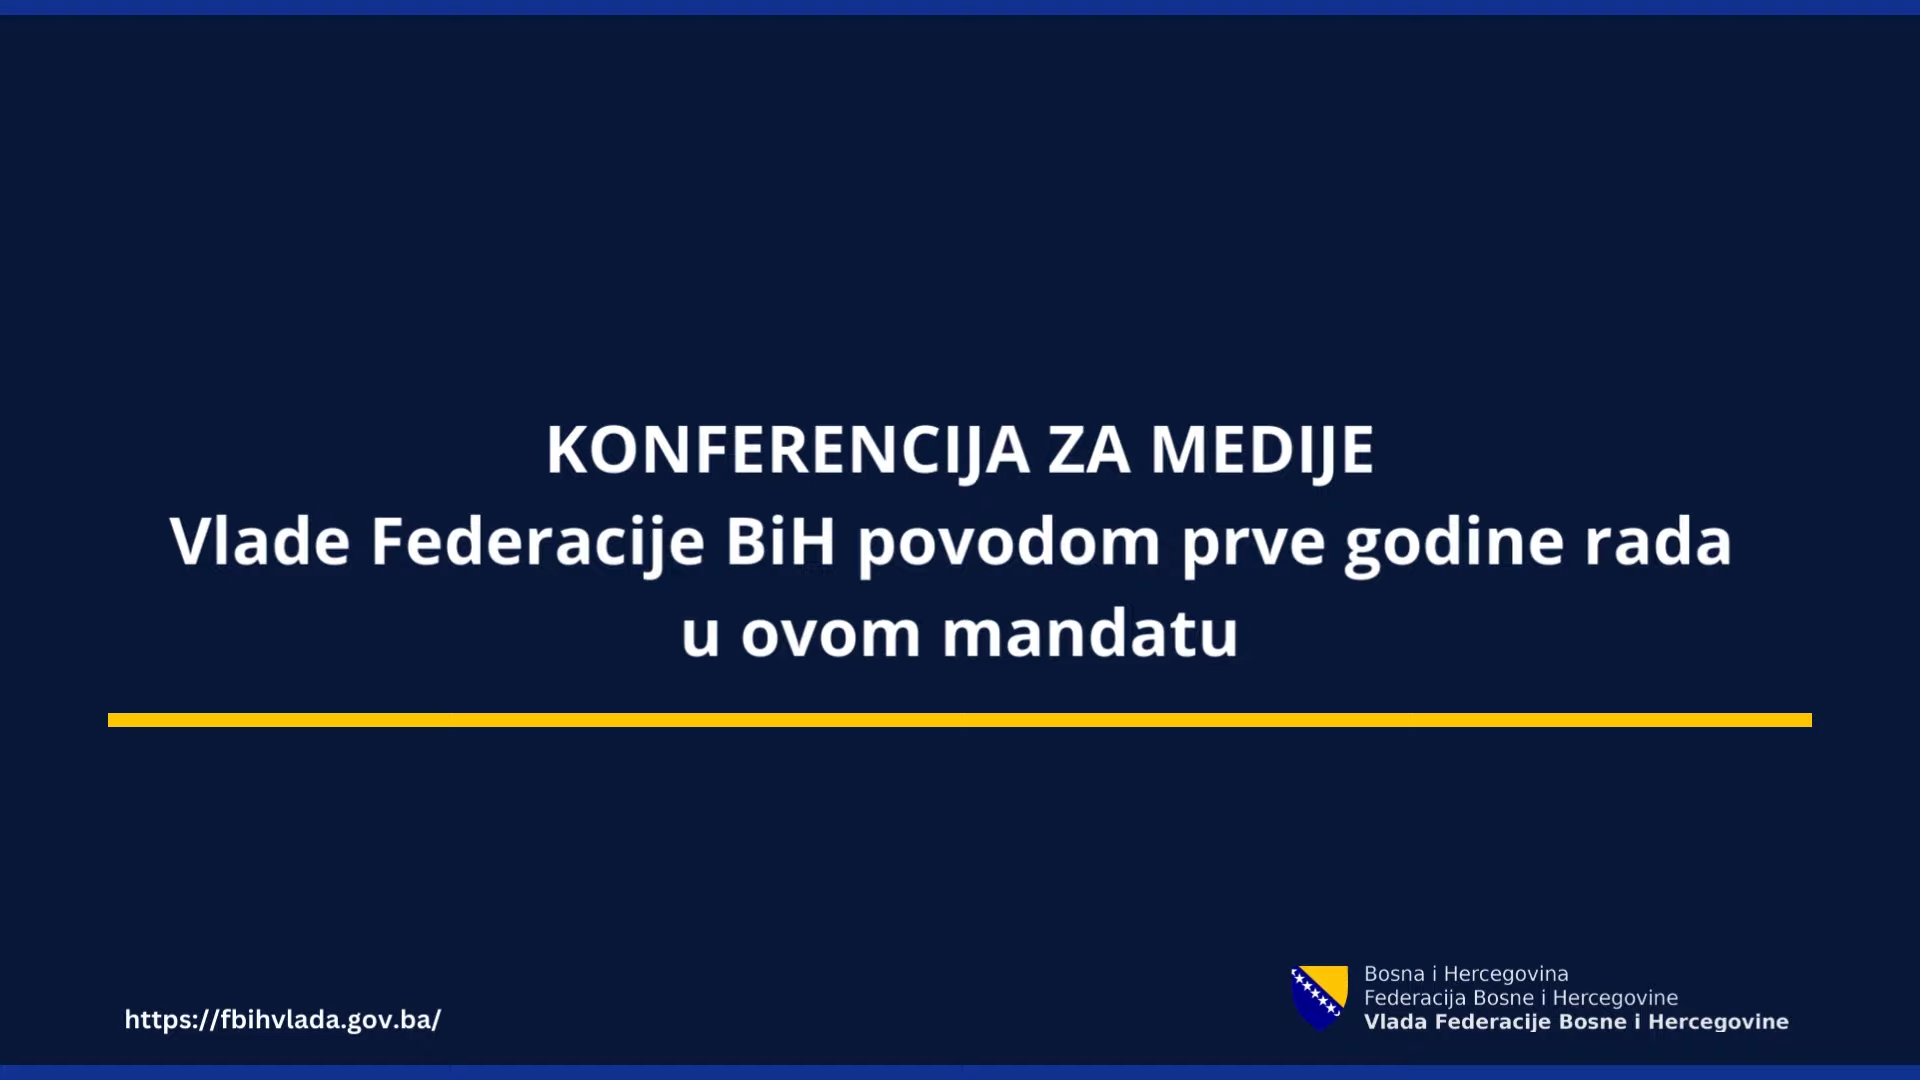 KONFERENCIJA ZA MEDIJE
Vlade Federacije BiH povodom prve godine rada
u ovom mandatu
https://fbihvlada.gov.ba/
Bosna i Hercegovina
Federacija Bosne i Hercegovine
Vlada Federacije Bosne i Hercegovine